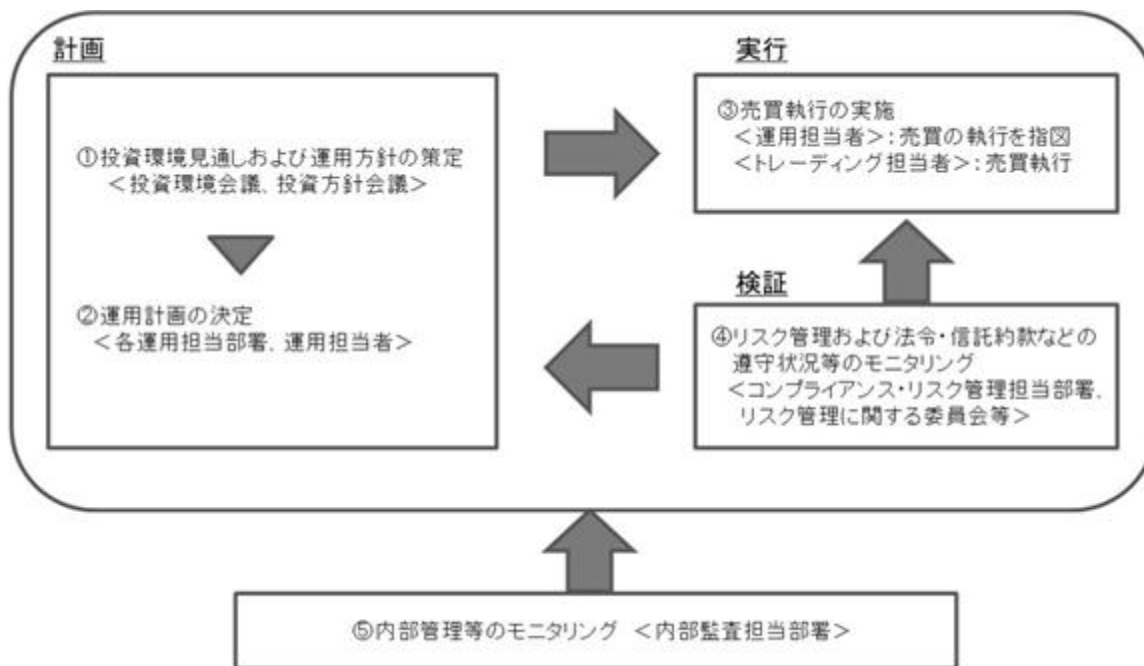 計画
①投資環境見通しおよび運用方針の策定
<投資環境会議、投資方針会議>
②運用計画の決定
<各運用担当部署、運用担当者>
実行
③売買執行の実施
<運用担当者>:売買の執行を指図
<トレーディング担当者>:売買執行
検証
④リスク管理および法令・信託約款などの
遵守状況等のモニタリング
<コンプライアンス・リスク管理担当部署、
リスク管理に関する委員会等>
⑤内部管理等のモニタリング <内部監査担当部署>